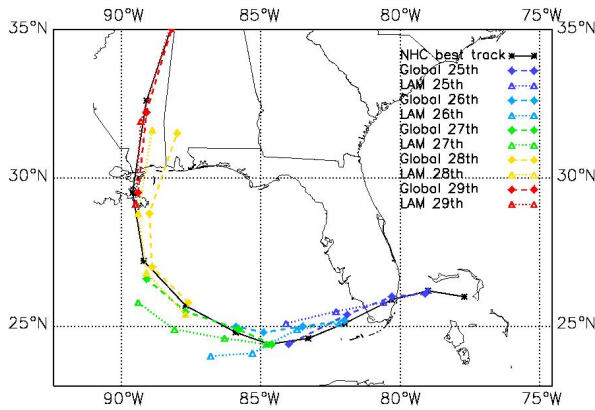 90°W 85°W 80°W 75°W
35°N 35°N
NHC best track
Global 25th
LAM 25th
Global 26th
LAM 26th
Global 27th
LAM 27th
Global 28th
LAM 28th
Global 29th
LAM 29th
30°N 30°N
25°N 25°N
90°W 85°W 80°W 75°W